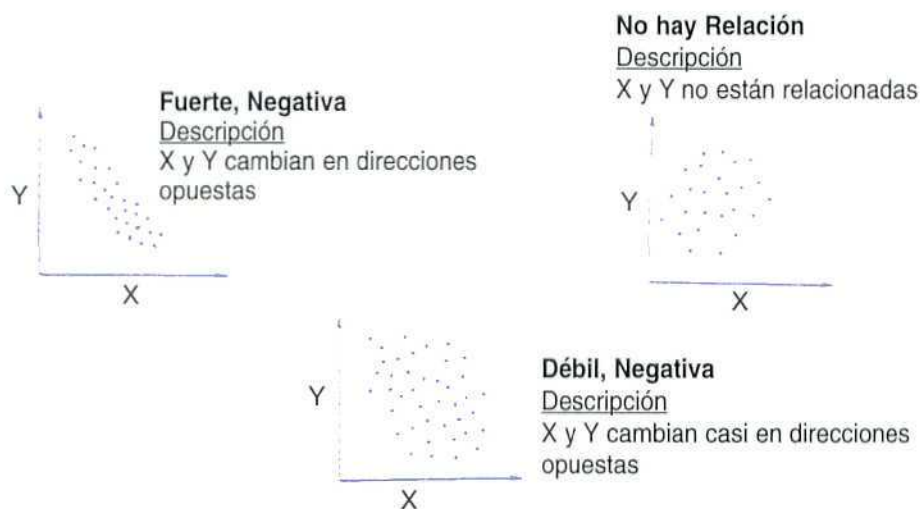 No hay Relación
Descripción
X y Y no están relacionadas
Y
X
Fuerte, Negativa
Descripción
X y Y cambian en direcciones
opuestas
Y
X
Débil, Negativa
Descripción
X y Y cambian casi en direcciones
opuestas
Y
X